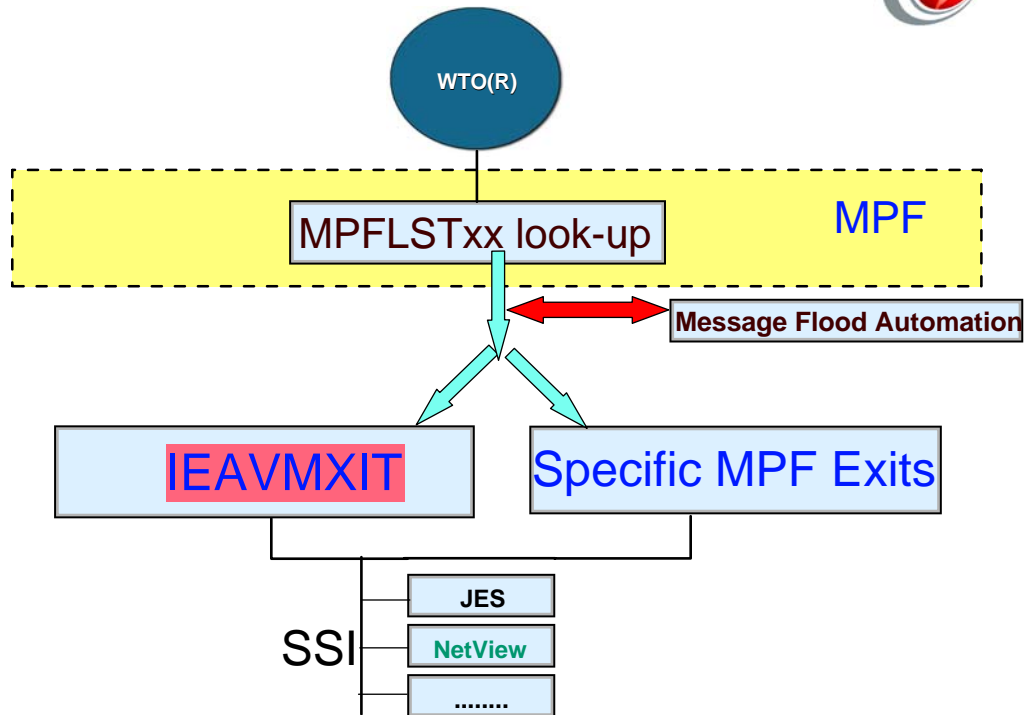 WTO(R)
MPF
MPFLSTxx look-up
Message Flood Automation
IEAVMXIT
Specific MPF Exits
JES
SSI
NetView
........